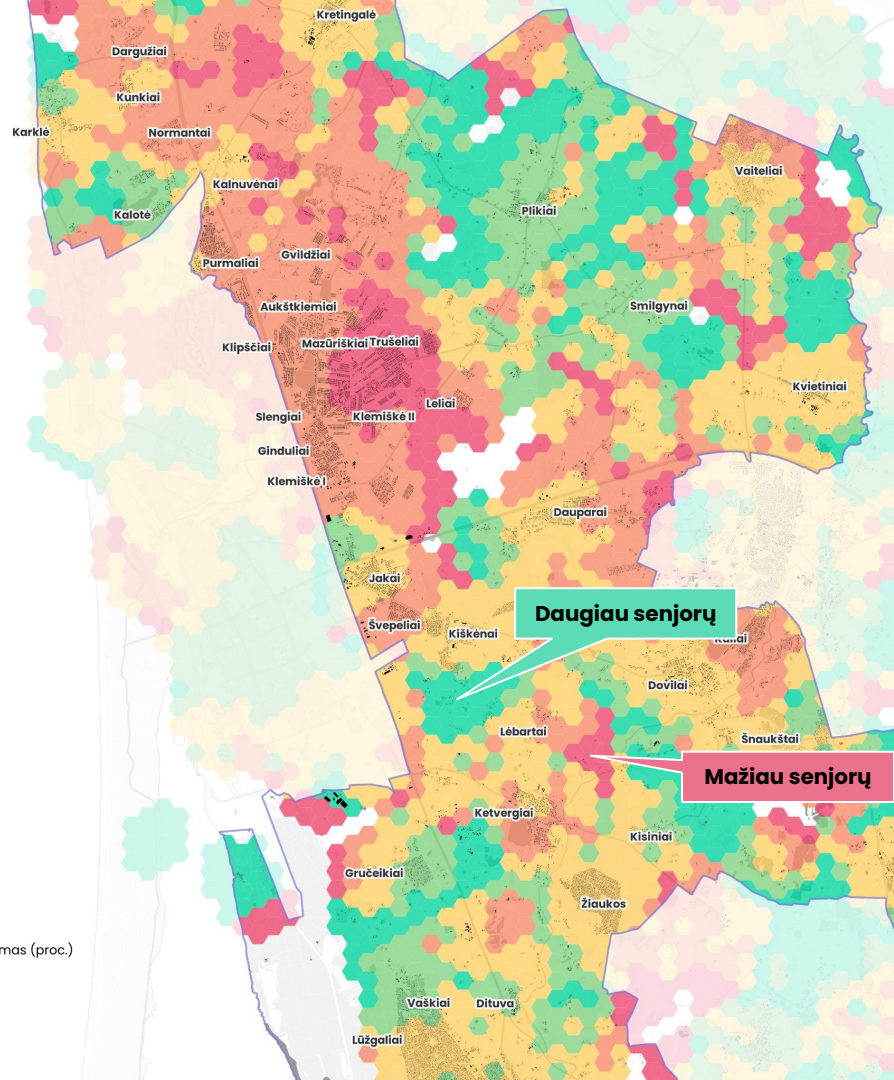 Kretingalė
Dargužiai
Kunkiai
Karklė
Normantai
Vaiteliai
Kalnuvėnai
Kalotė
Plikiai
Gvildžiai
Purmaliai
Aukštkiemiai
Smilgynai
Klipščiai
Mazūriškiai
Trušeliai
Kvietiniai
Leliai
Slengiai
Klemiškė II
Ginduliai
Klemiškė I
Dauparai
Jakai
Daugiau senjorų
Švepeliai
Kiškėnai
Dovilai
Lėbartai
Šnaukštai
Mažiau senjorų
Ketvergiai
Kisiniai
Gručeikiai
Žiaukos
mas (proc.)
Vaškiai
Dituva
Lūžgaliai